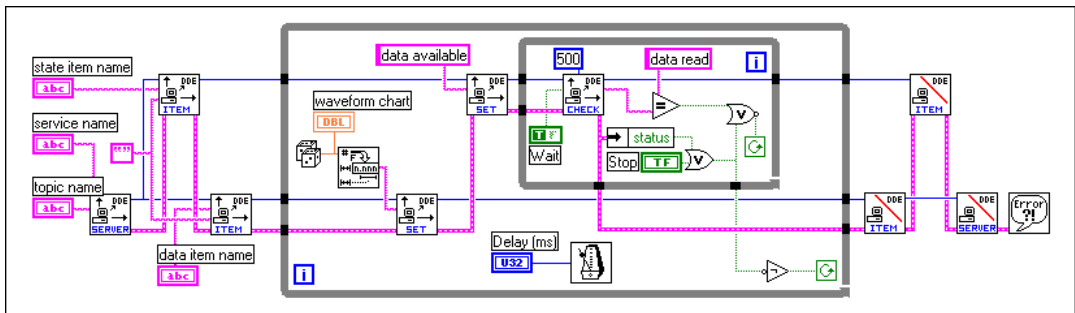 state item name
abc
service name
abc
""
topic name
abc
DDE
SERVER
DDE
ITEM
DDE
ITEM
data item name
abc
waveform chart
DBL
#
F
n.nnn
data available
DDE
SET
DDE
SET
500
DDE
CHECK
data read
=
i
TF
Wait
status
Stop
TF
V
V
Delay (ms)
U32
i
DDE
ITEM
DDE
ITEM
DDE
SERVER
Error
?!